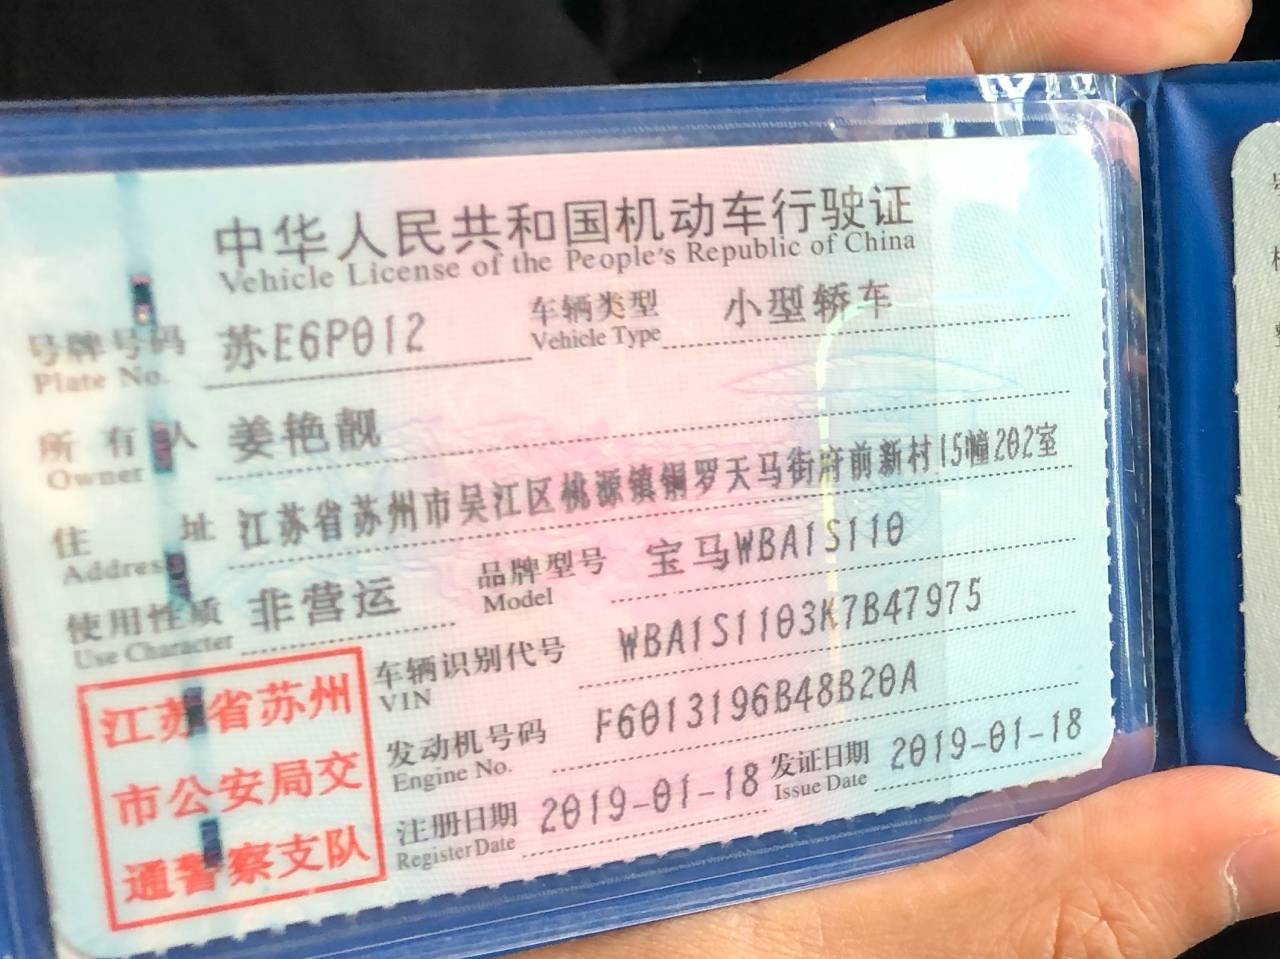 中华人民共和国机动车行驶证
Vehicle License of the People's Republic of China
号牌号码 苏E6P012 车辆类型 小型轿车
Plate No. Vehicle Type
所有人 姜艳靓
Owner
住址 江苏省苏州市吴江区桃源镇铜罗天马街府前新村15幢202室
Address
使用性质 非营运 品牌型号 宝马WBA1S110
Use Character Model
车辆识别代号 WBA1S1103K7B47975
VIN
发动机号码 F6013196B48B20A
Engine No.
注册日期 2019-01-18 发证日期 2019-01-18
Register Date Issue Date
江苏省苏州
市公安局交
通警察支队